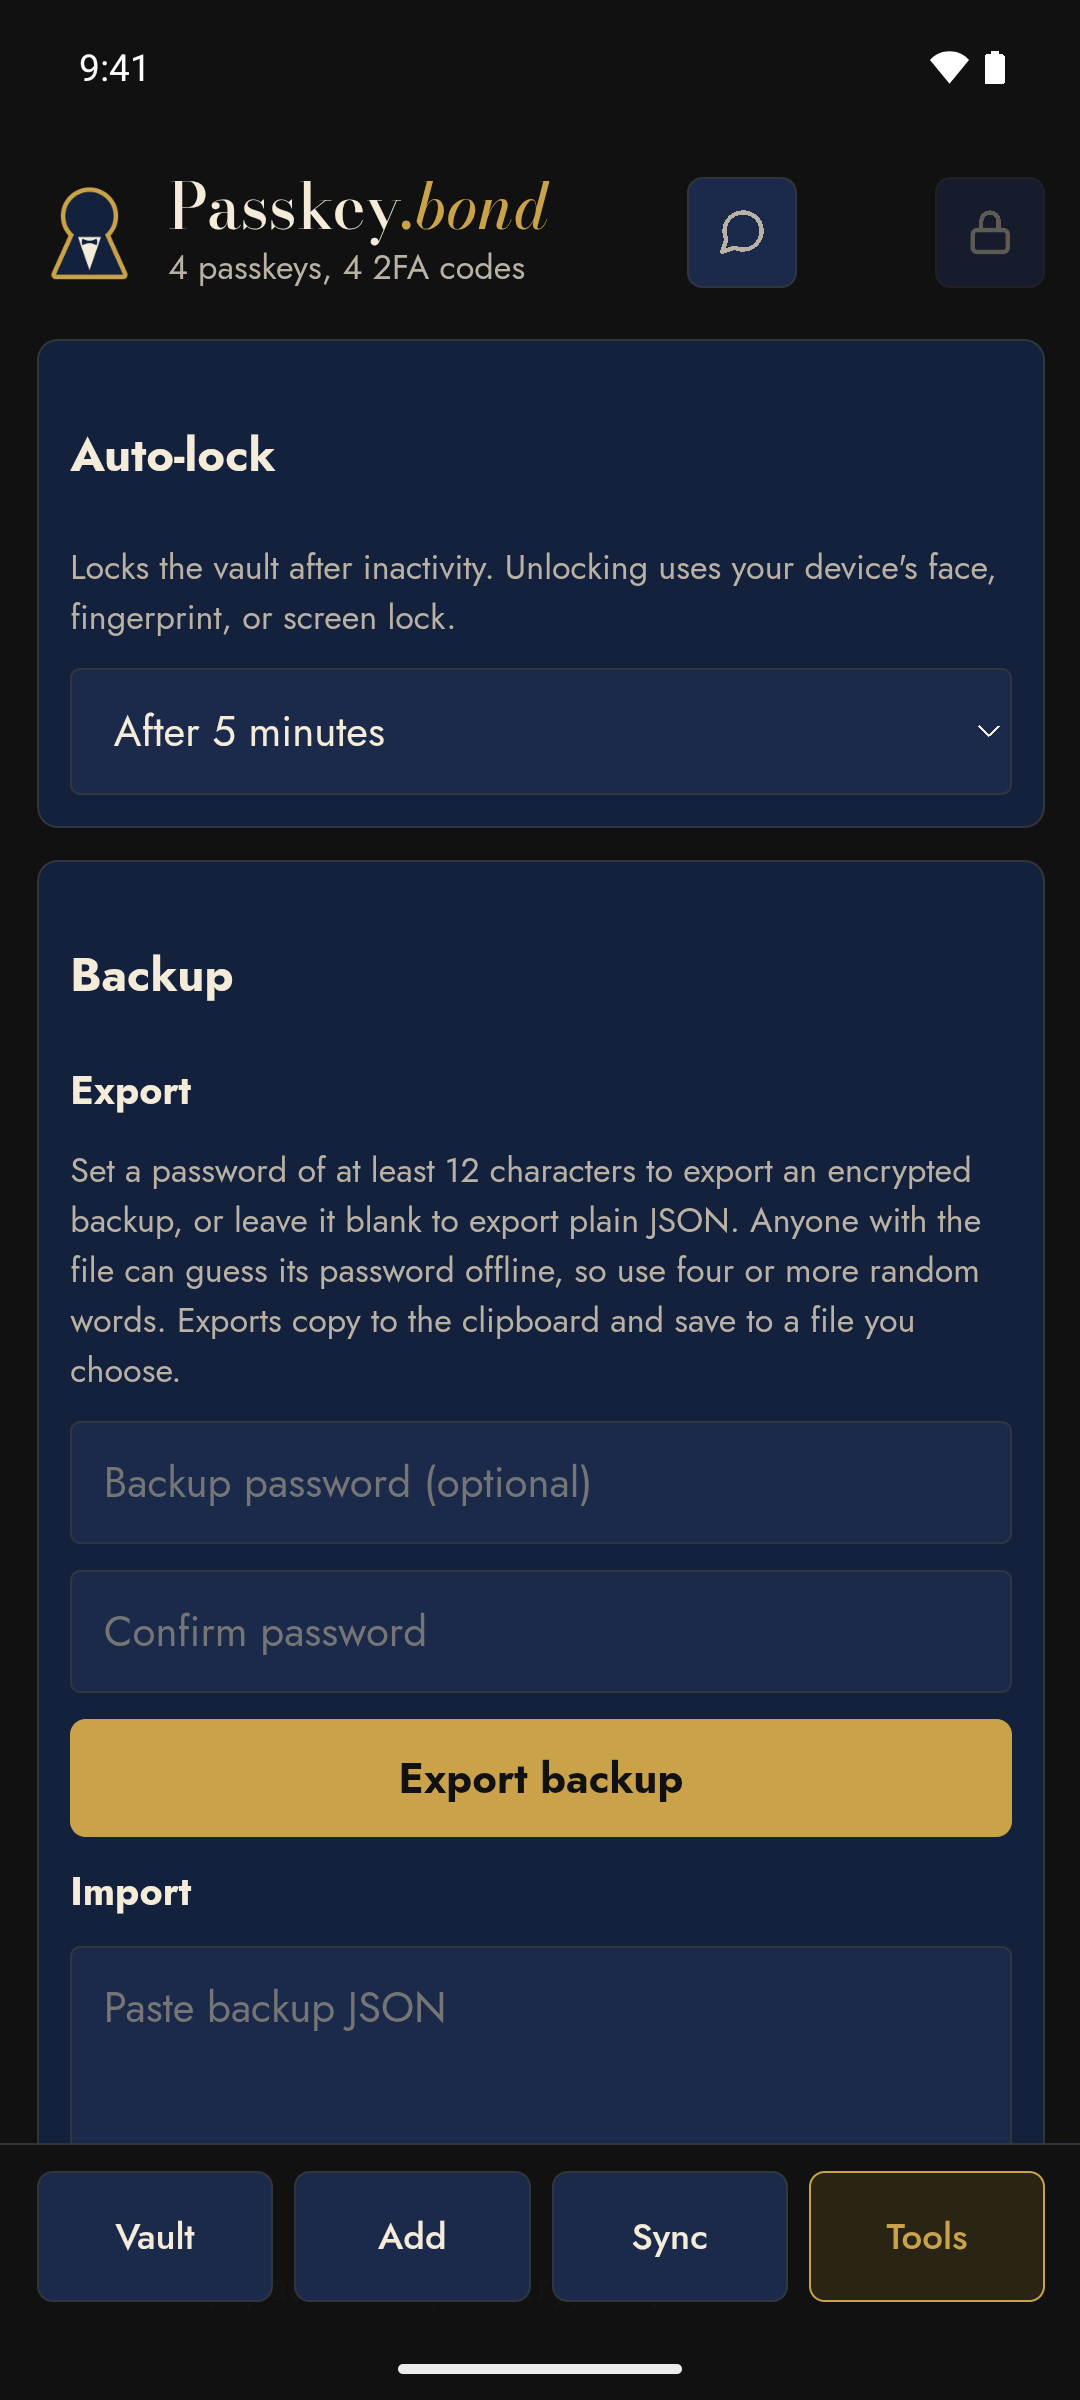 9:41
Passkey.bond
4 passkeys, 4 2FA codes
Auto-lock
Locks the vault after inactivity. Unlocking uses your device's face,
fingerprint, or screen lock.
After 5 minutes
Backup
Export
Set a password of at least 12 characters to export an encrypted
backup, or leave it blank to export plain JSON. Anyone with the
file can guess its password offline, so use four or more random
words. Exports copy to the clipboard and save to a file you
choose.
Backup password (optional)
Confirm password
Export backup
Import
Paste backup JSON
Vault
Add
Sync
Tools